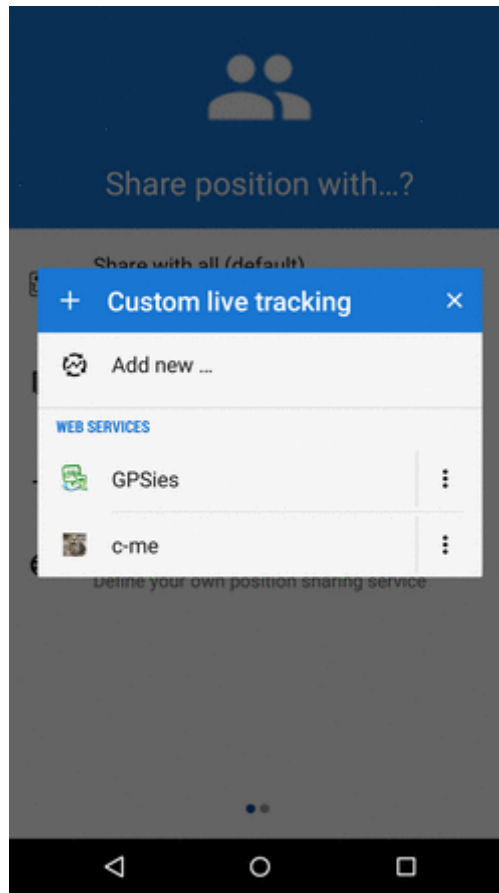 Share position with...?
Share with all (default)
+ Custom live tracking ×
Add new ...
WEB SERVICES
GPSies
c-me
Define your own position sharing service